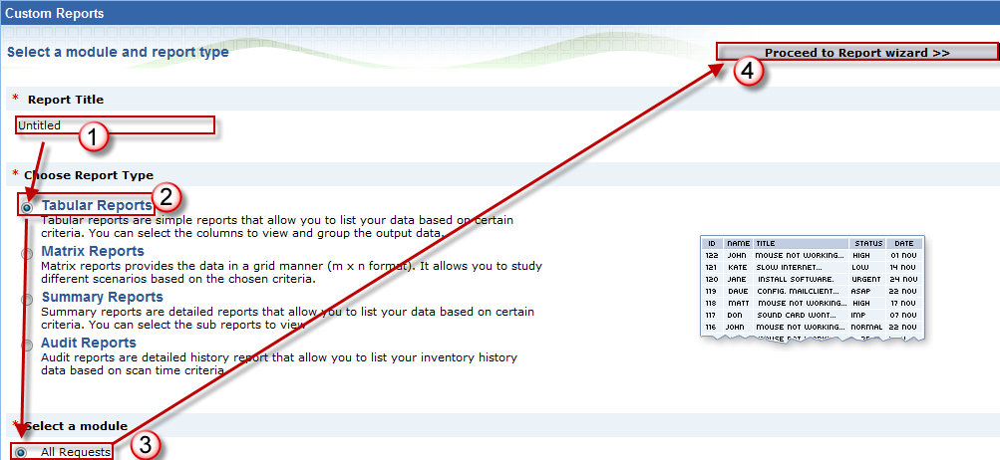 Custom Reports
Select a module and report type
Proceed to Report wizard >>
4
* Report Title
Untitled
1
* Choose Report Type
2
Tabular Reports
Tabular reports are simple reports that allow you to list your data based on certain
criteria. You can select the columns to view and group the output data.
Matrix Reports
Matrix reports provides the data in a grid manner (m x n format). It allows you to study
different scenarios based on the chosen criteria.
Summary Reports
Summary reports are detailed reports that allow you to list your data based on certain
criteria. You can select the sub reports to view
Audit Reports
Audit reports are detailed history report that allow you to list your inventory history
data based on scan time criteria
ID NAME TITLE STATUS DATE
122 JOHN MOUSE NOT WORKING... HIGH 01 NOV
121 KATE SLOW INTERNET... LOW 14 NOV
120 JANE INSTALL SOFTWARE. URGENT 24 NOV
119 DAVE CONFIG. MAILCLIENT... ASAP 22 NOV
118 MATT MOUSE NOT WORKING... HIGH 17 NOV
117 DON SOUND CARD WONT... IMP 07 NOV
116 JOHN MOUSE NOT WORKING... NORMAL 22 NOV
MOUSE NOT WORKING...
* Select a module
All Requests
3